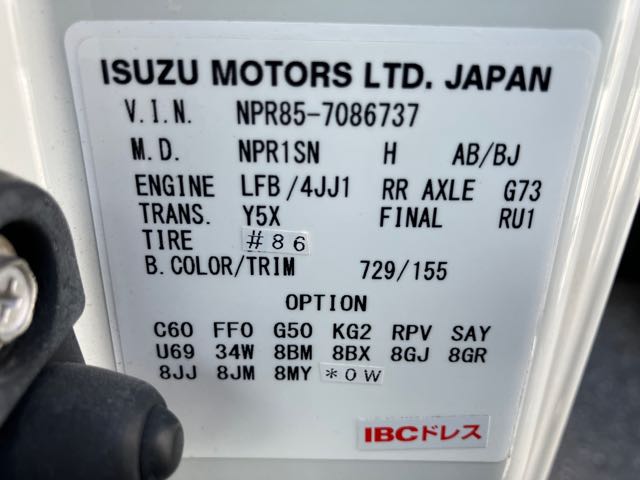 ISUZU MOTORS LTD. JAPAN
V.I.N. NPR85-7086737
M.D. NPR1SN H AB/BJ
ENGINE LFB/4JJ1 RR AXLE G73
TRANS. Y5X FINAL RU1
TIRE #86
B.COLOR/TRIM 729/155
OPTION
C60 FF0 G50 KG2 RPV SAY
U69 34W 8BM 8BX 8GJ 8GR
8JJ 8JM 8MY *0W
IBCドレス